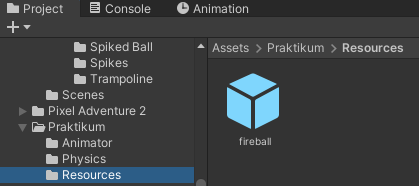 Project Console Animation
+
Spiked Ball
Spikes
Trampoline
Scenes
Pixel Adventure 2
Praktikum
Animator
Physics
Resources
Assets > Praktikum > Resources
fireball